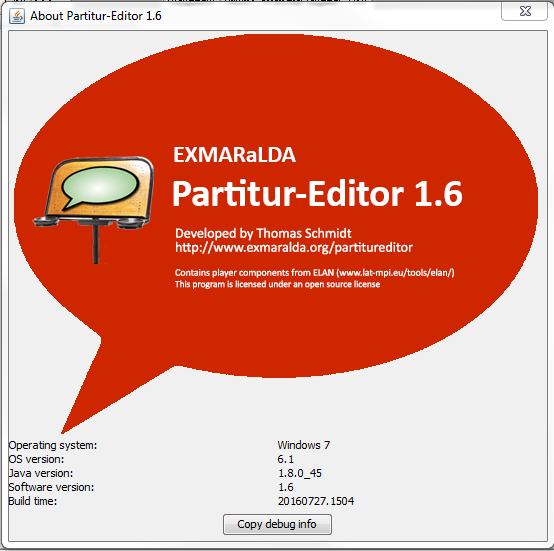 About Partitur-Editor 1.6
EXMARaLDA
Partitur-Editor 1.6
Developed by Thomas Schmidt
http://www.exmaralda.org/partitureditor
Contains player components from ELAN (www.lat-mpi.eu/tools/elan/)
This program is licensed under an open source license
Operating system: Windows 7
OS version: 6.1
Java version: 1.8.0_45
Software version: 1.6
Build time: 20160727.1504
Copy debug info